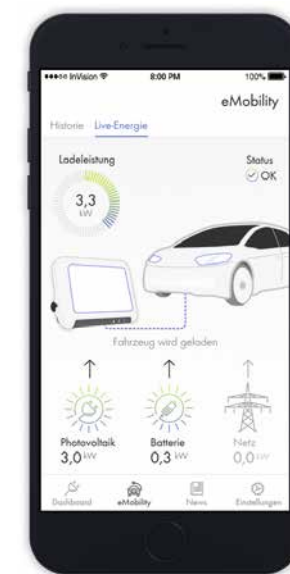 ●●●○○ InVision 8:00 PM 100%
eMobility
Historie Live-Energie
Ladeleistung Status
OK
3,3
kW
Fahrzeug wird geladen
Photovoltaik Batterie Netz
3,0 kW 0,3 kW 0,0 kW
Dashboard eMobility News Einstellungen